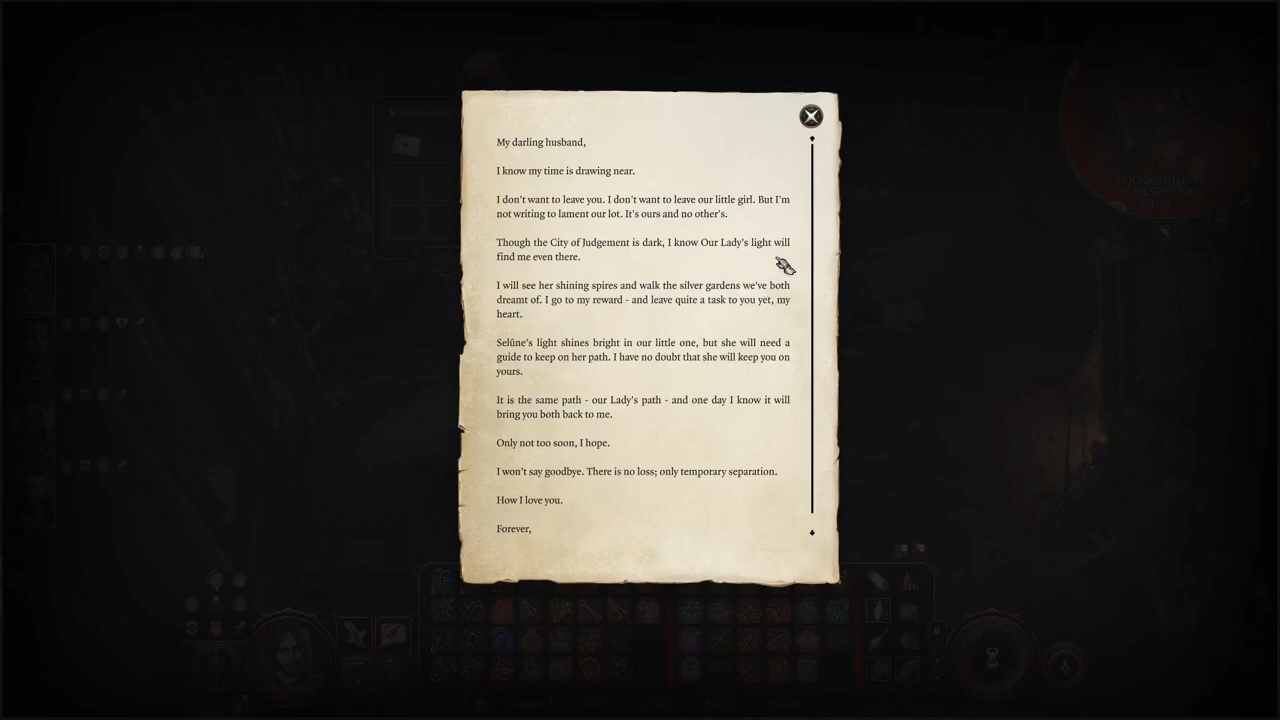 My darling husband,
I know my time is drawing near.
I don't want to leave you. I don't want to leave our little girl. But I'm
not writing to lament our lot. It's ours and no other's.
Though the City of Judgement is dark, I know Our Lady's light will
find me even there.
I will see her shining spires and walk the silver gardens we've both
dreamt of. I go to my reward - and leave quite a task to you yet, my
heart.
Selûne's light shines bright in our little one, but she will need a
guide to keep on her path. I have no doubt that she will keep you on
yours.
It is the same path - our Lady's path - and one day I know it will
bring you both back to me.
Only not too soon, I hope.
I won't say goodbye. There is no loss; only temporary separation.
How I love you.
Forever,